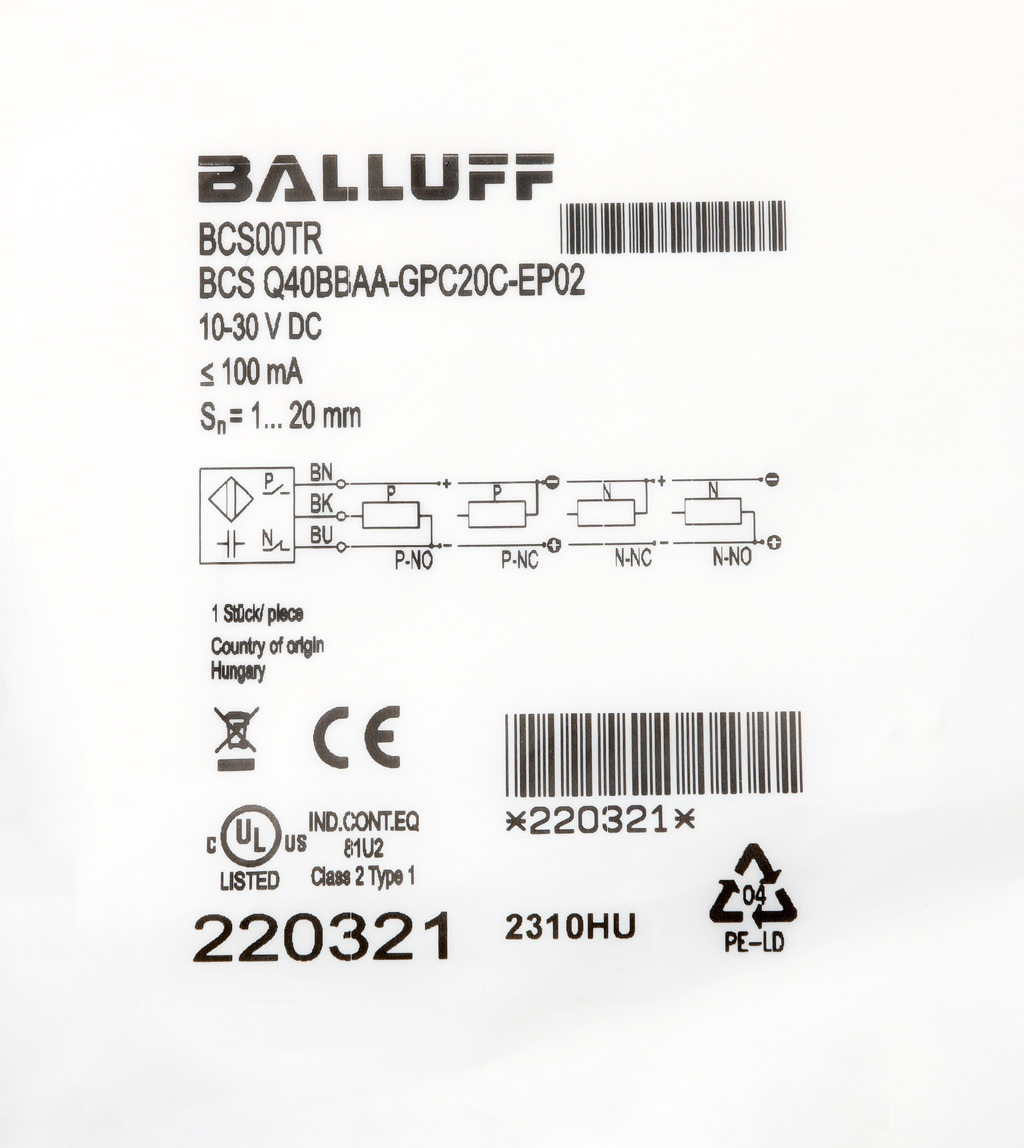 BALLUFF
BCS00TR
BCS Q40BBAA-GPC20C-EP02
10-30 V DC
≤ 100 mA
Sn= 1... 20 mm
P BN + - P + - N + - N
P
BK
N BU
P-NO P-NC N-NC N-NO
1 Stück/ piece
Country of origin
Hungary
CE
C UL US
LISTED
IND.CONT.EQ
81U2
Class 2 Type 1
*220321*
220321
2310HU
04
PE-LD